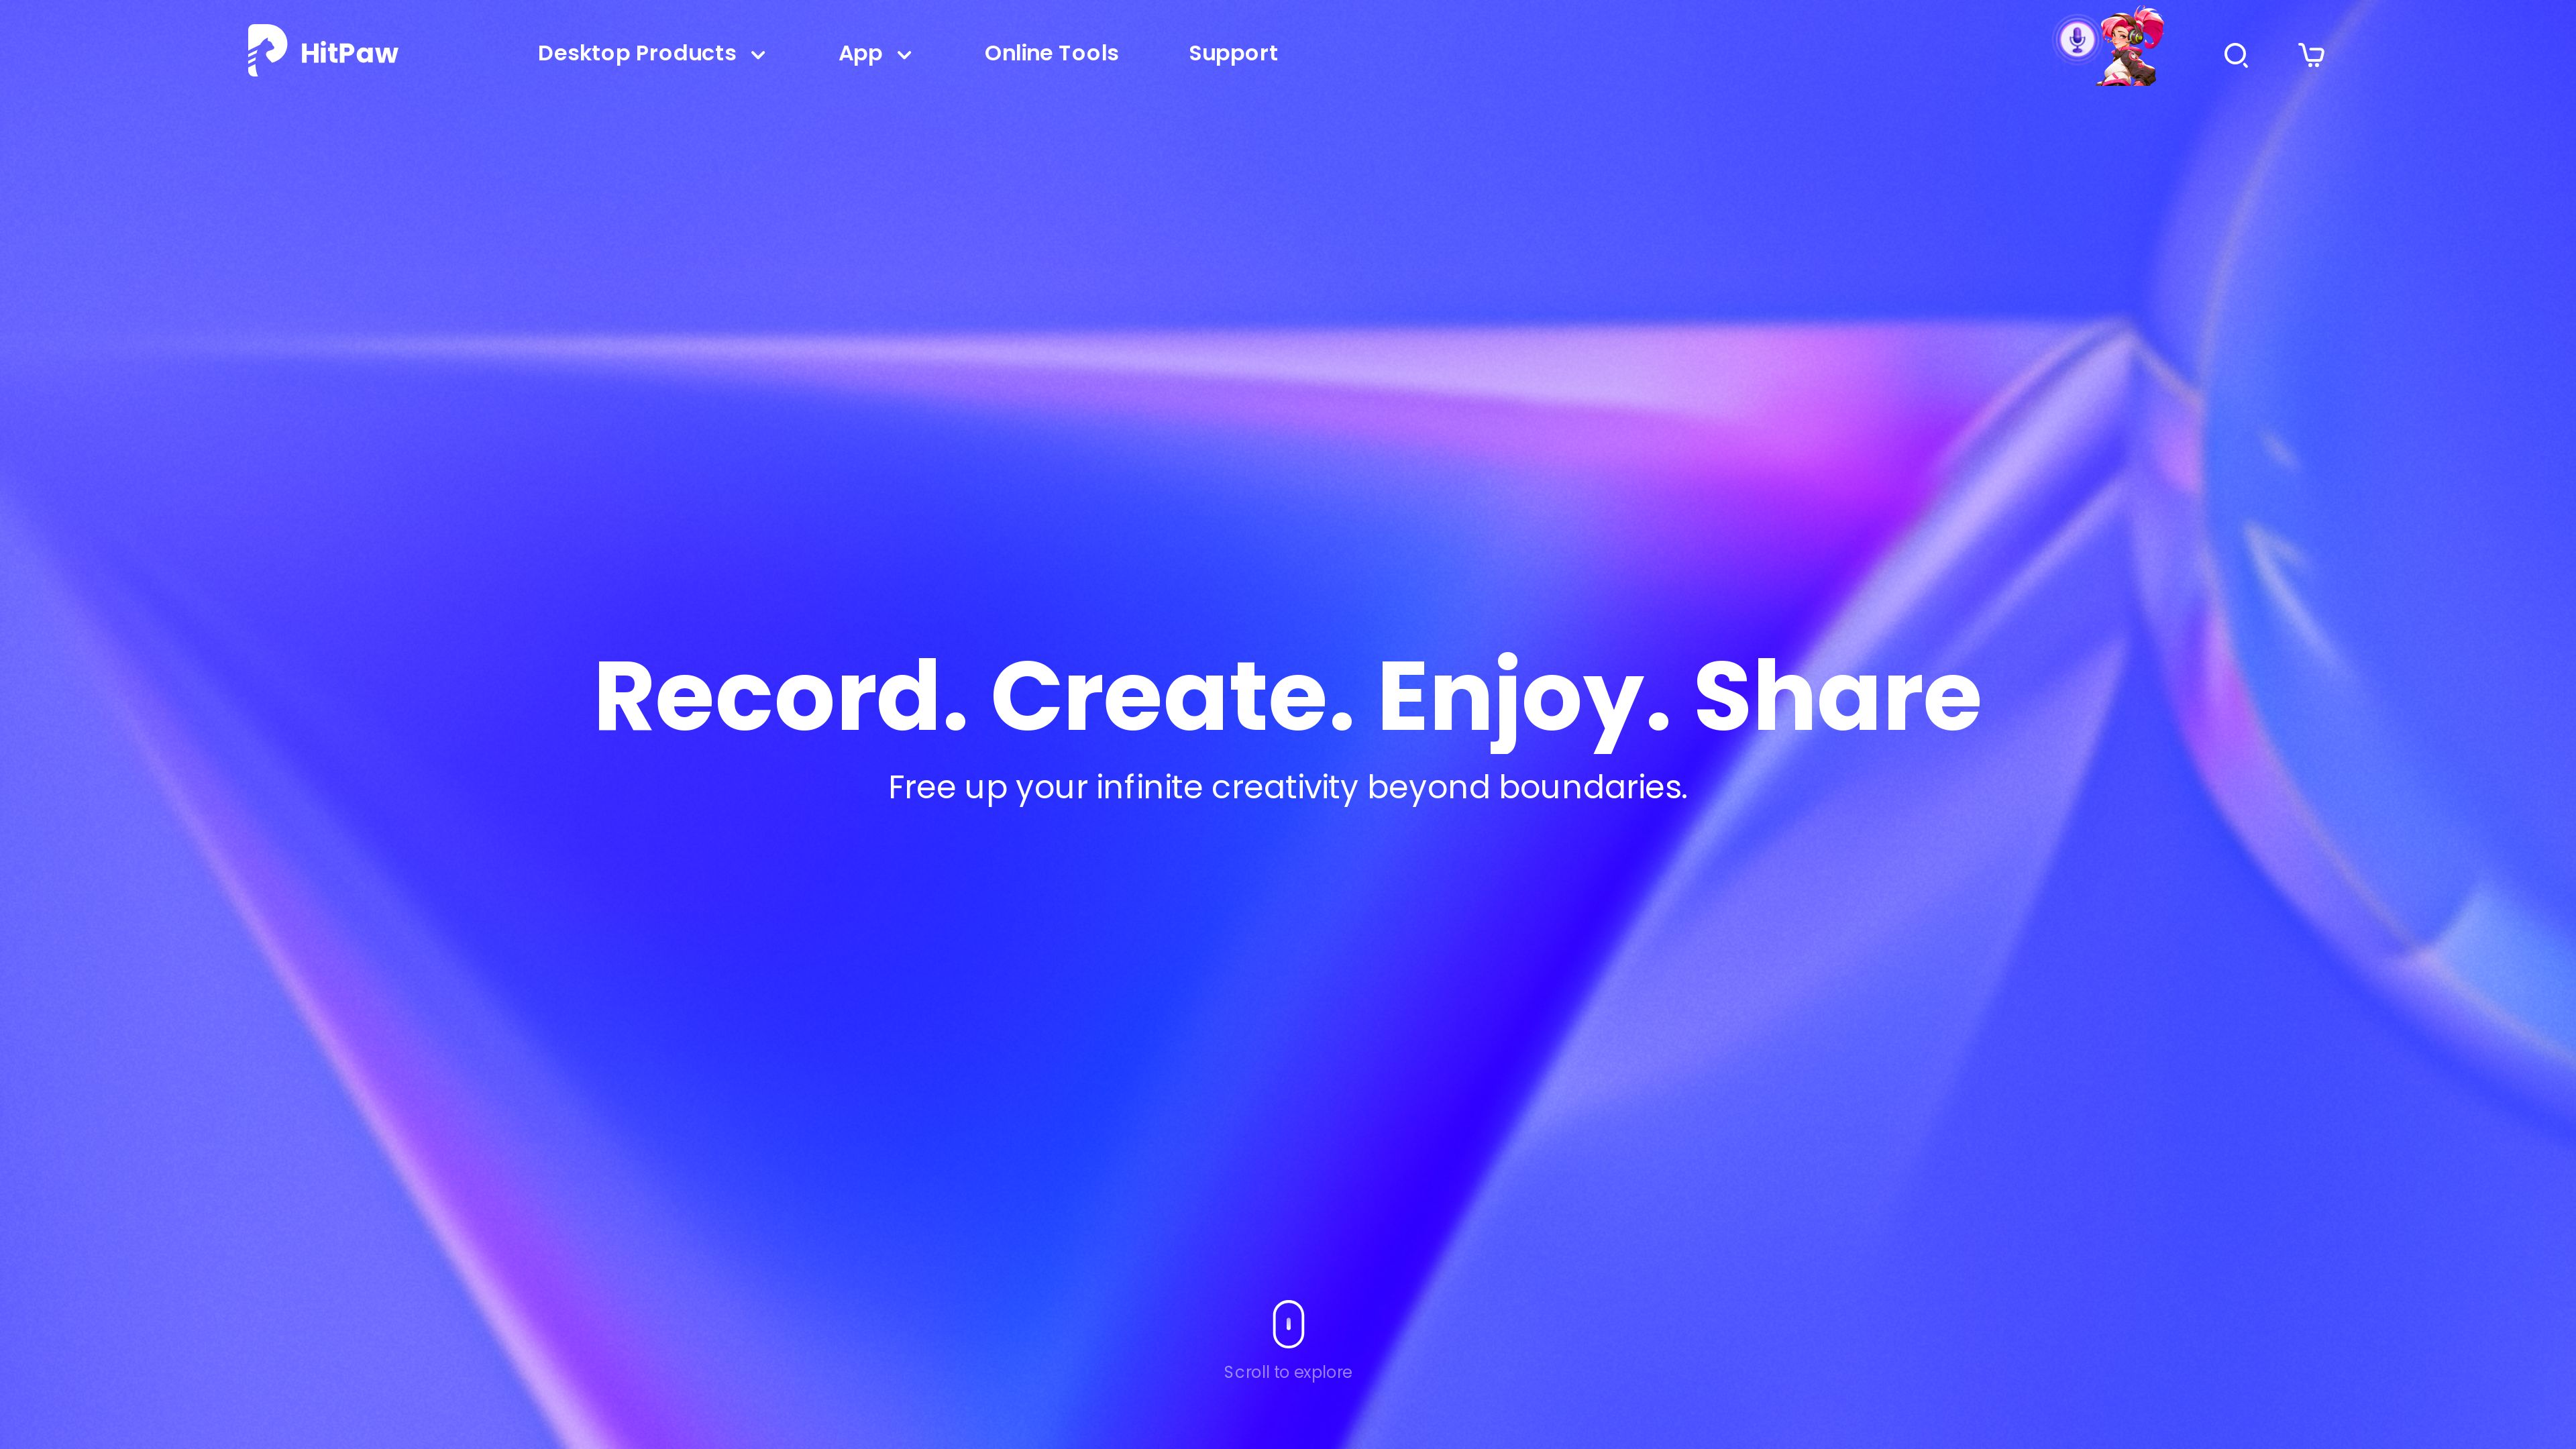 HitPaw
Desktop Products
App
Online Tools
Support
Record. Create. Enjoy. Share
Free up your infinite creativity beyond boundaries.
Scroll to explore